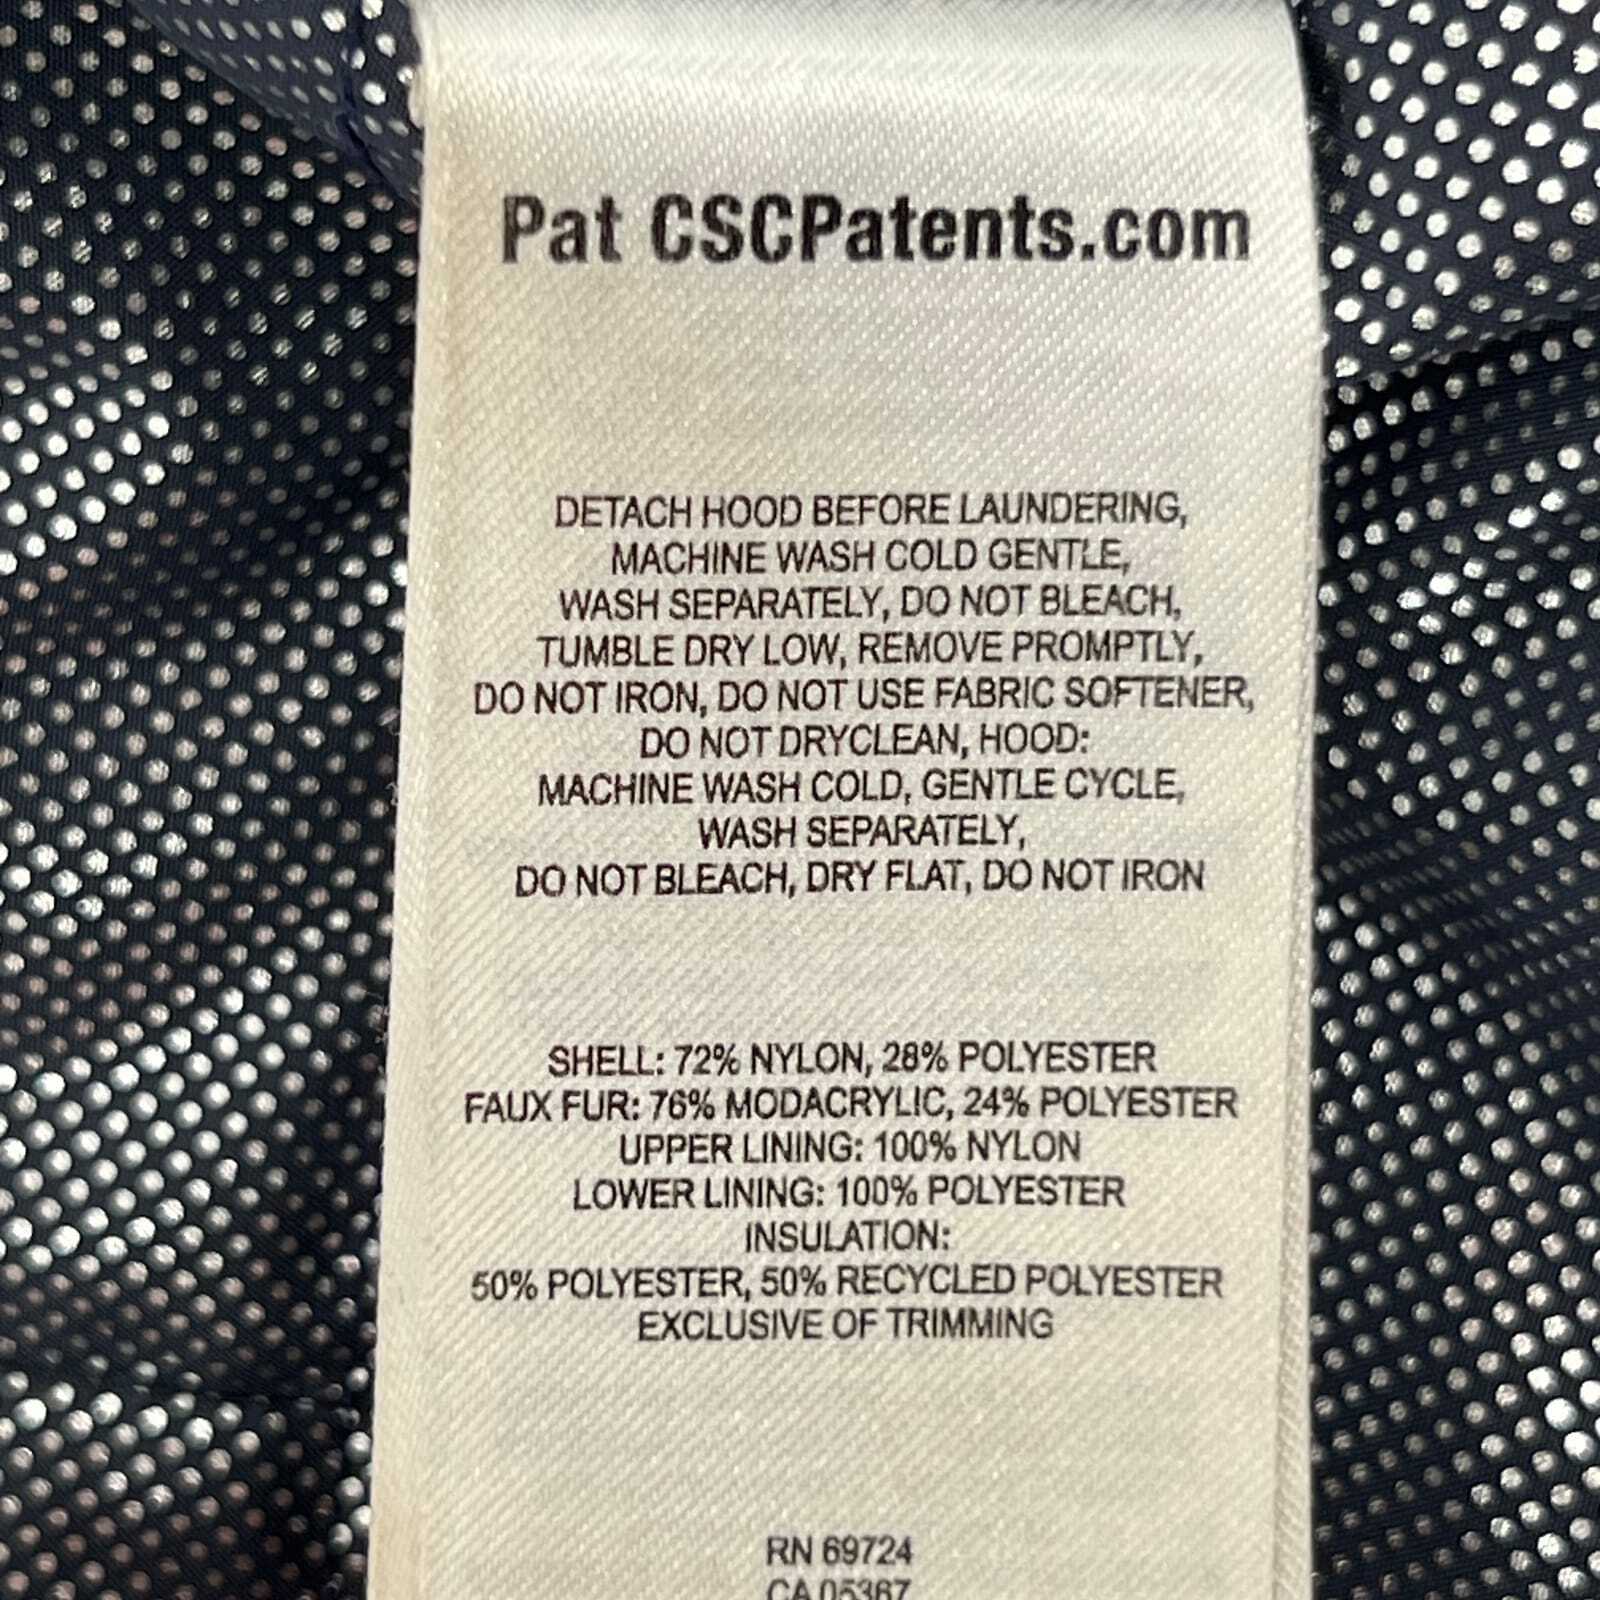 Pat CSCPatents.com
DETACH HOOD BEFORE LAUNDERING,
MACHINE WASH COLD GENTLE,
WASH SEPARATELY, DO NOT BLEACH,
TUMBLE DRY LOW, REMOVE PROMPTLY,
DO NOT IRON, DO NOT USE FABRIC SOFTENER,
DO NOT DRYCLEAN, HOOD:
MACHINE WASH COLD, GENTLE CYCLE,
WASH SEPARATELY,
DO NOT BLEACH, DRY FLAT, DO NOT IRON
SHELL: 72% NYLON, 28% POLYESTER
FAUX FUR: 76% MODACRYLIC, 24% POLYESTER
UPPER LINING: 100% NYLON
LOWER LINING: 100% POLYESTER
INSULATION:
50% POLYESTER, 50% RECYCLED POLYESTER
EXCLUSIVE OF TRIMMING
RN 69724
CA 05367